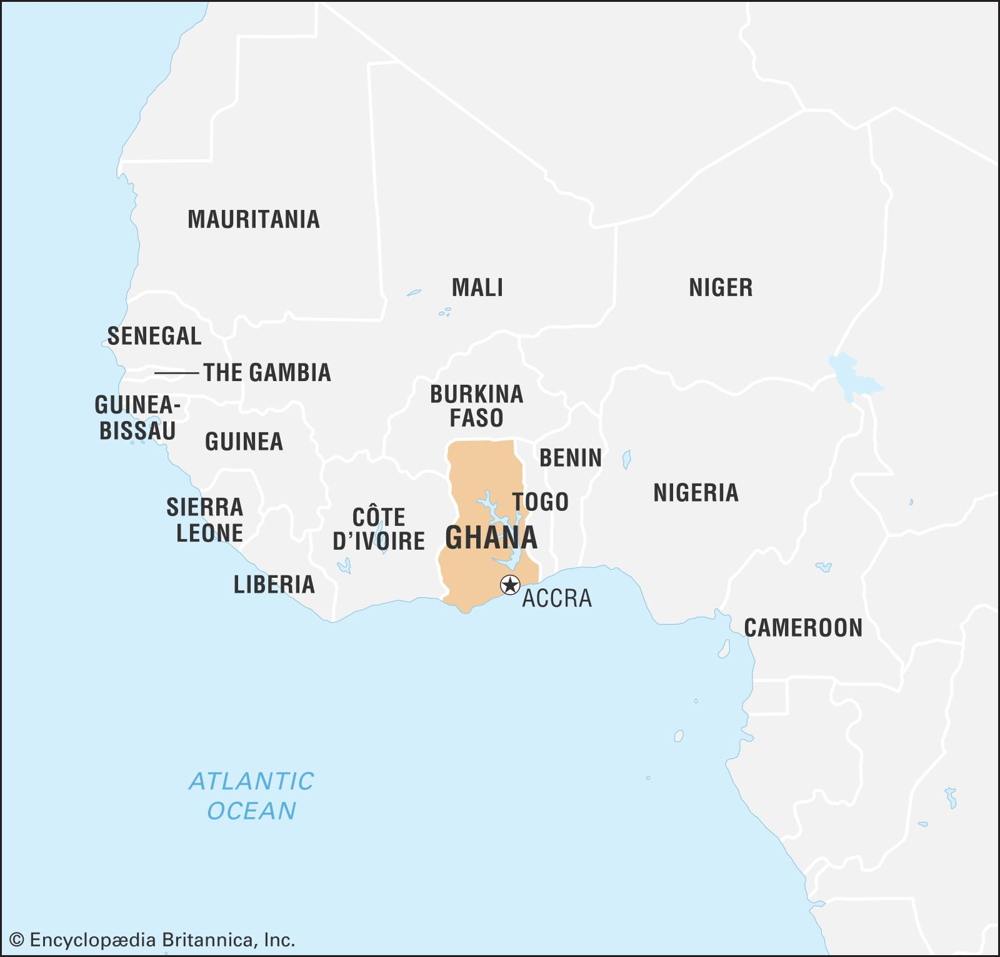 MAURITANIA
MALI
NIGER
SENEGAL
THE GAMBIA
GUINEA-
BISSAU
GUINEA
BURKINA
FASO
BENIN
TOGO
NIGERIA
SIERRA
LEONE
CÔTE
D'IVOIRE
GHANA
LIBERIA
ACCRA
CAMEROON
ATLANTIC
OCEAN
© Encyclopædia Britannica, Inc.